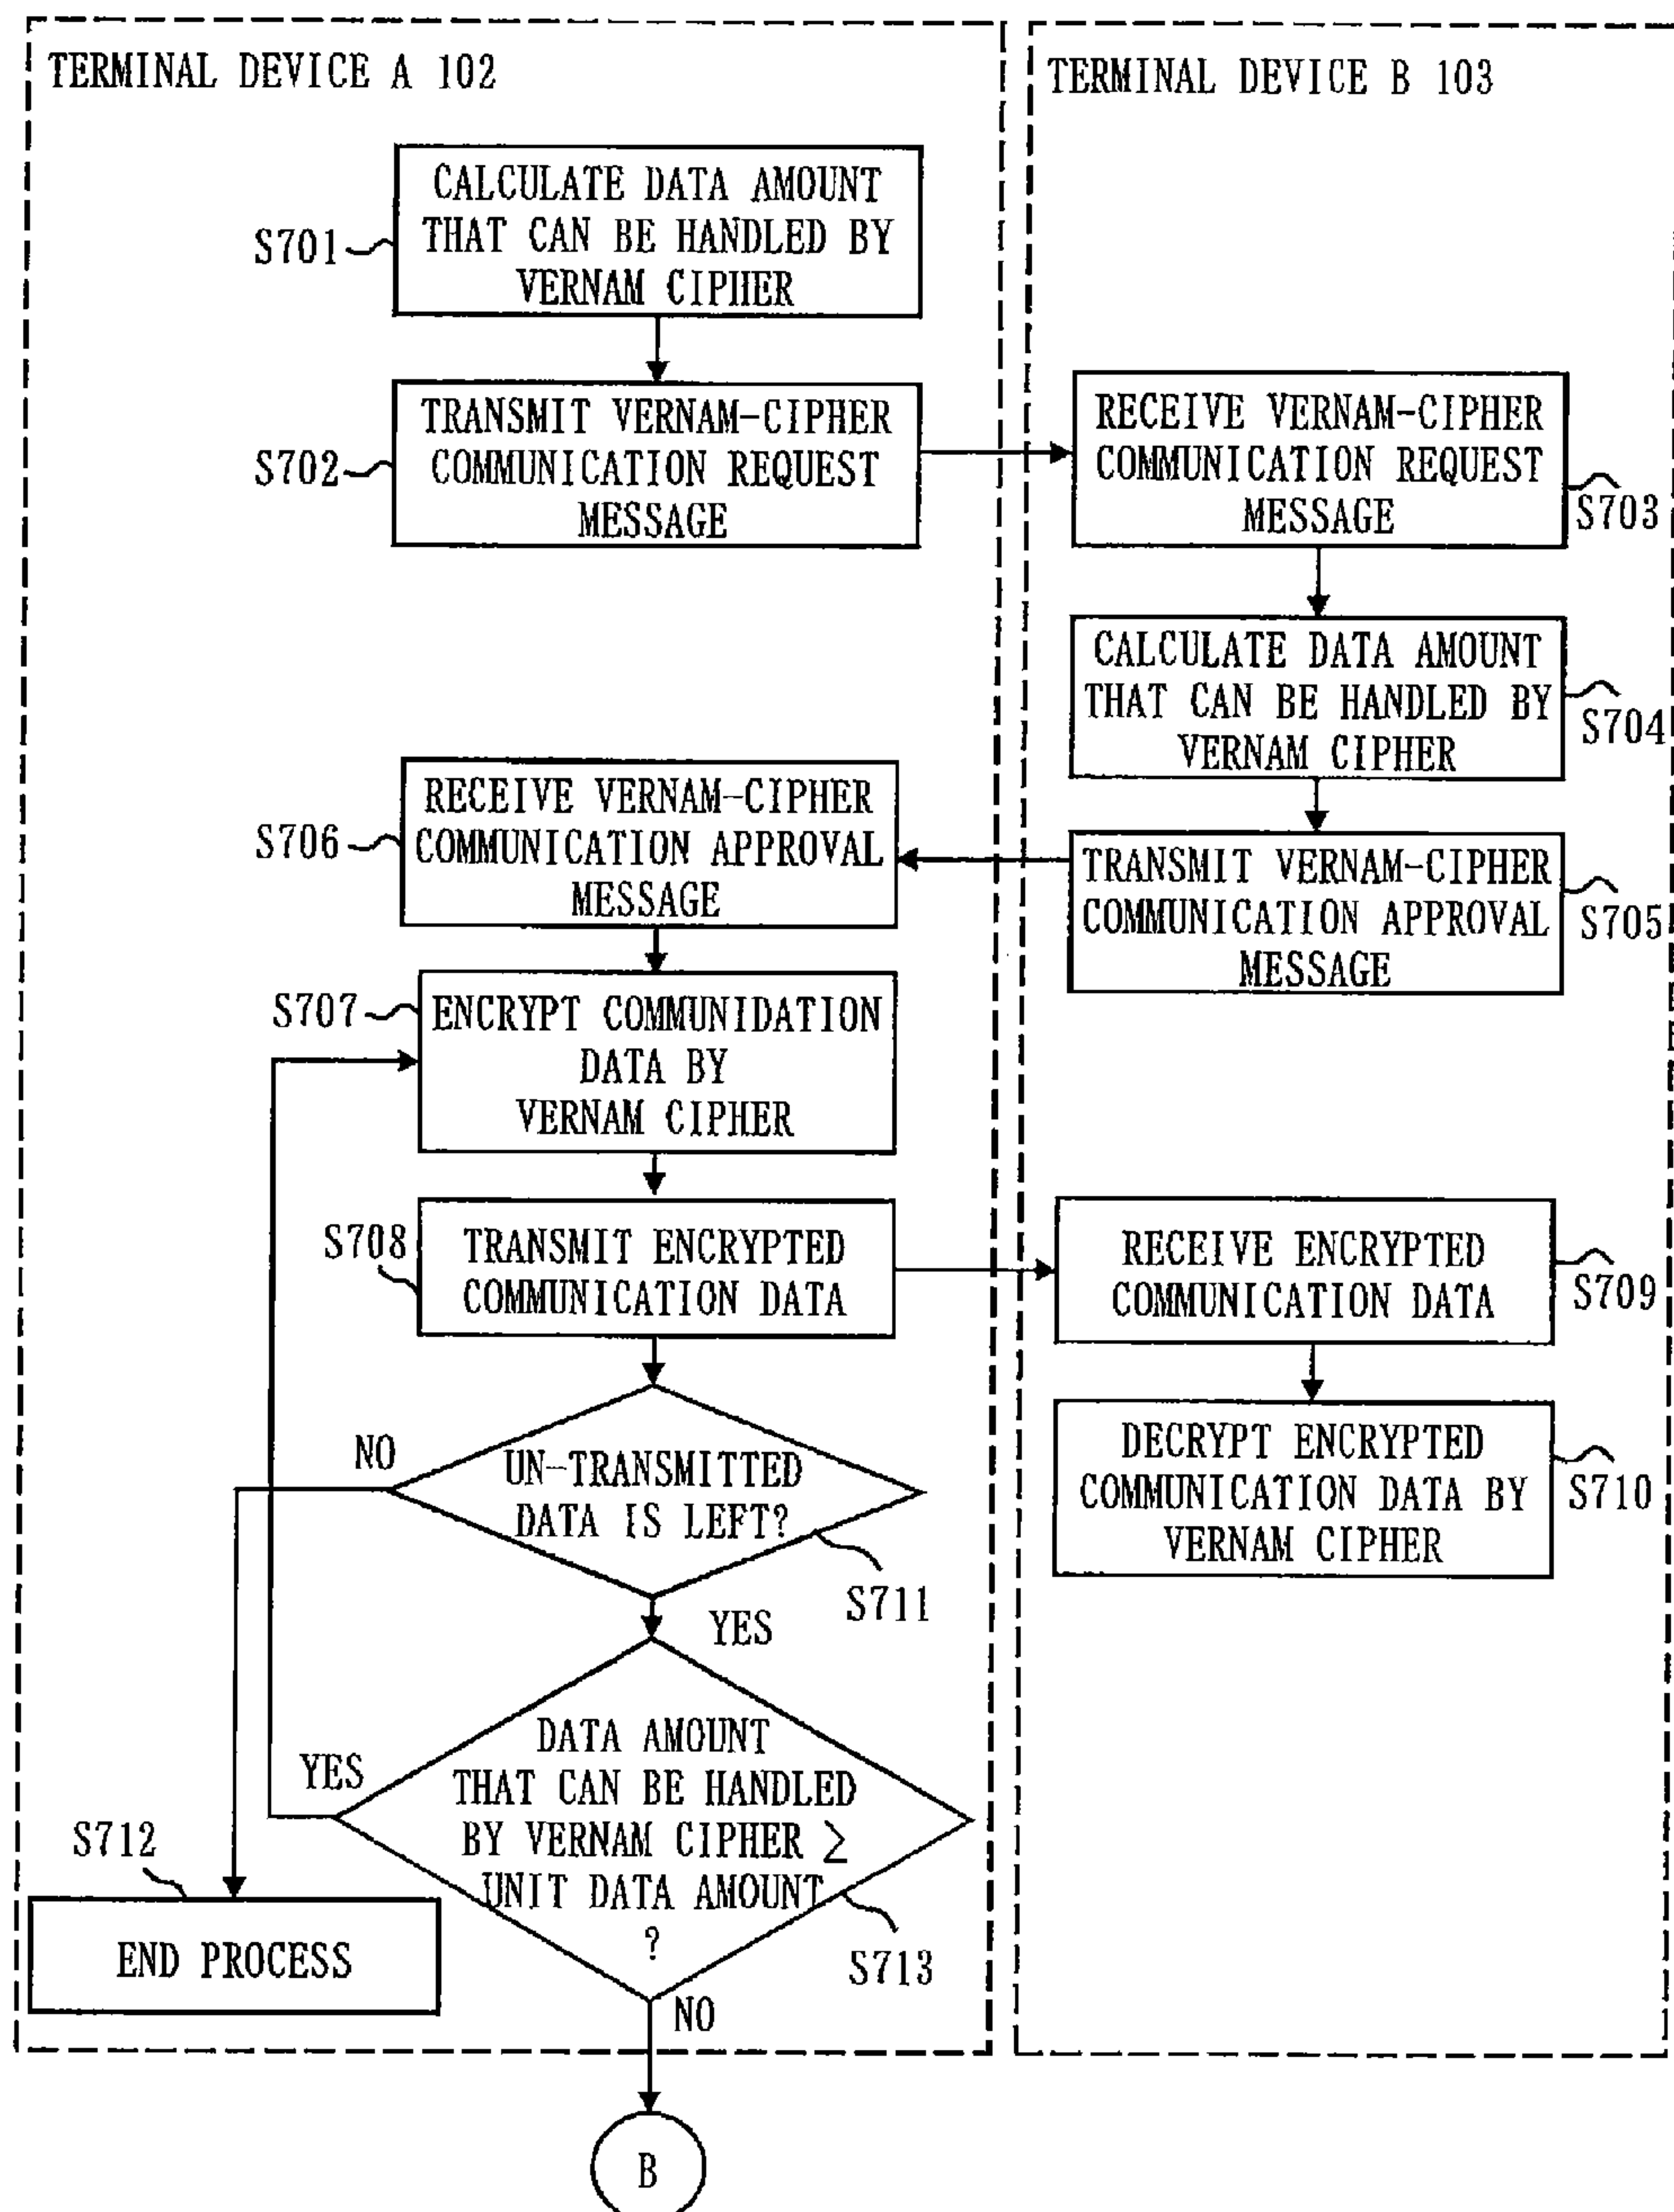 TERMINAL DEVICE A 102
CALCULATE DATA AMOUNT
THAT CAN BE HANDLED BY
VERNAM CIPHER
S701
TRANSMIT VERNAM-CIPHER
COMMUNICATION REQUEST
MESSAGE
S702
TERMINAL DEVICE B 103
RECEIVE VERNAM-CIPHER
COMMUNICATION REQUEST
MESSAGE
S703
CALCULATE DATA AMOUNT
THAT CAN BE HANDLED BY
VERNAM CIPHER
S704
TRANSMIT VERNAM-CIPHER
COMMUNICATION APPROVAL
MESSAGE
S705
RECEIVE VERNAM-CIPHER
COMMUNICATION APPROVAL
MESSAGE
S706
S707
ENCRYPT COMMUNIDATION
DATA BY
VERNAM CIPHER
S708
TRANSMIT ENCRYPTED
COMMUNICATION DATA
RECEIVE ENCRYPTED
COMMUNICATION DATA
S709
DECRYPT ENCRYPTED
COMMUNICATION DATA BY
VERNAM CIPHER
S710
NO
UN-TRANSMITTED
DATA IS LEFT?
S711
YES
YES
DATA AMOUNT
THAT CAN BE HANDLED
BY VERNAM CIPHER ≥
UNIT DATA AMOUNT
?
S713
S712
END PROCESS
NO
B